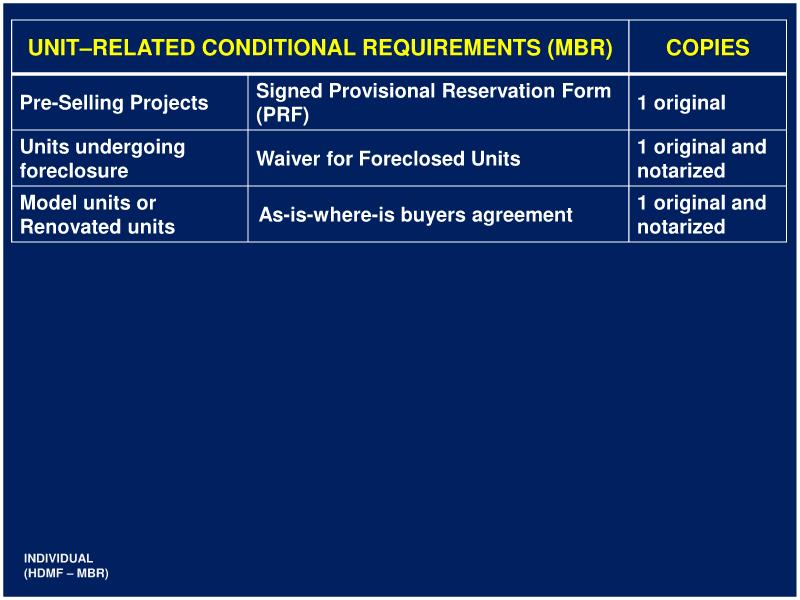 UNIT–RELATED CONDITIONAL REQUIREMENTS (MBR) COPIES
Pre-Selling Projects
Signed Provisional Reservation Form
(PRF)
1 original
Units undergoing
foreclosure
Waiver for Foreclosed Units
1 original and
notarized
Model units or
Renovated units
As-is-where-is buyers agreement
1 original and
notarized
INDIVIDUAL
(HDMF – MBR)